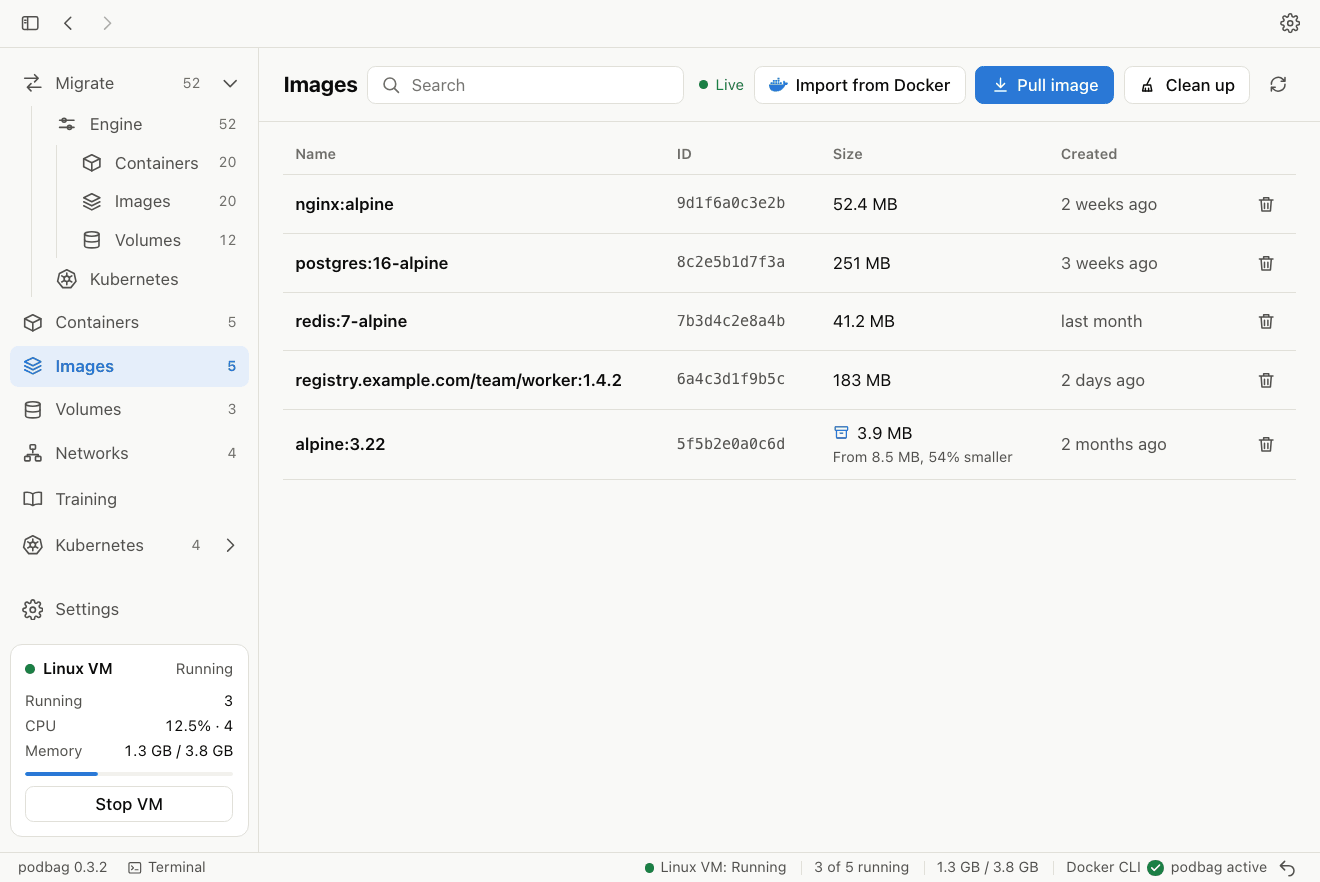 Migrate 52
Engine 52
Containers 20
Images 20
Volumes 12
Kubernetes
Containers 5
Images 5
Volumes 3
Networks 4
Training
Kubernetes 4
Settings
Linux VM Running
Running 3
CPU 12.5% · 4
Memory 1.3 GB / 3.8 GB
Stop VM
Images Search Live Import from Docker Pull image Clean up
Name ID Size Created
nginx:alpine 9d1f6a0c3e2b 52.4 MB 2 weeks ago
postgres:16-alpine 8c2e5b1d7f3a 251 MB 3 weeks ago
redis:7-alpine 7b3d4c2e8a4b 41.2 MB last month
registry.example.com/team/worker:1.4.2 6a4c3d1f9b5c 183 MB 2 days ago
alpine:3.22 5f5b2e0a0c6d 3.9 MB 2 months ago
From 8.5 MB, 54% smaller
podbag 0.3.2 Terminal Linux VM: Running 3 of 5 running 1.3 GB / 3.8 GB Docker CLI podbag active